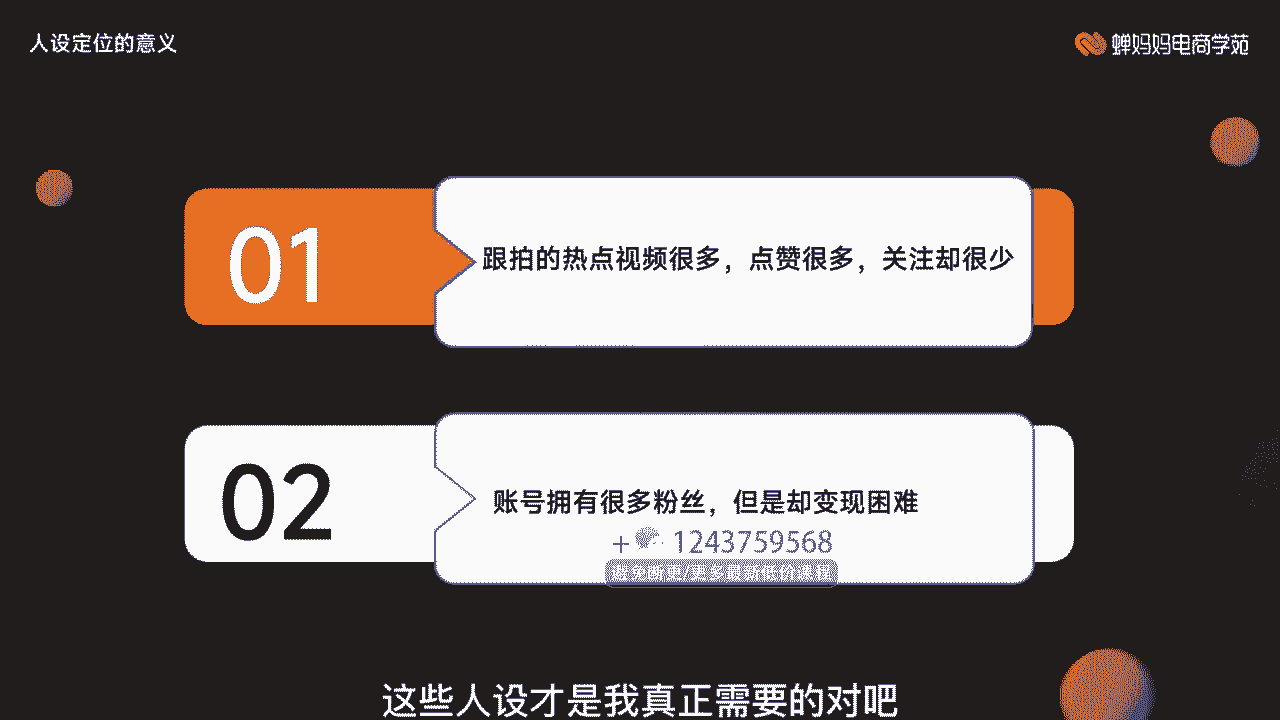 人设定位的意义
蝉妈妈电商学苑
01
跟拍的热点视频很多，点赞很多，关注却很少
02
账号拥有很多粉丝，但是却变现困难
+ 1243759568
这些人设才是我真正需要的对吧